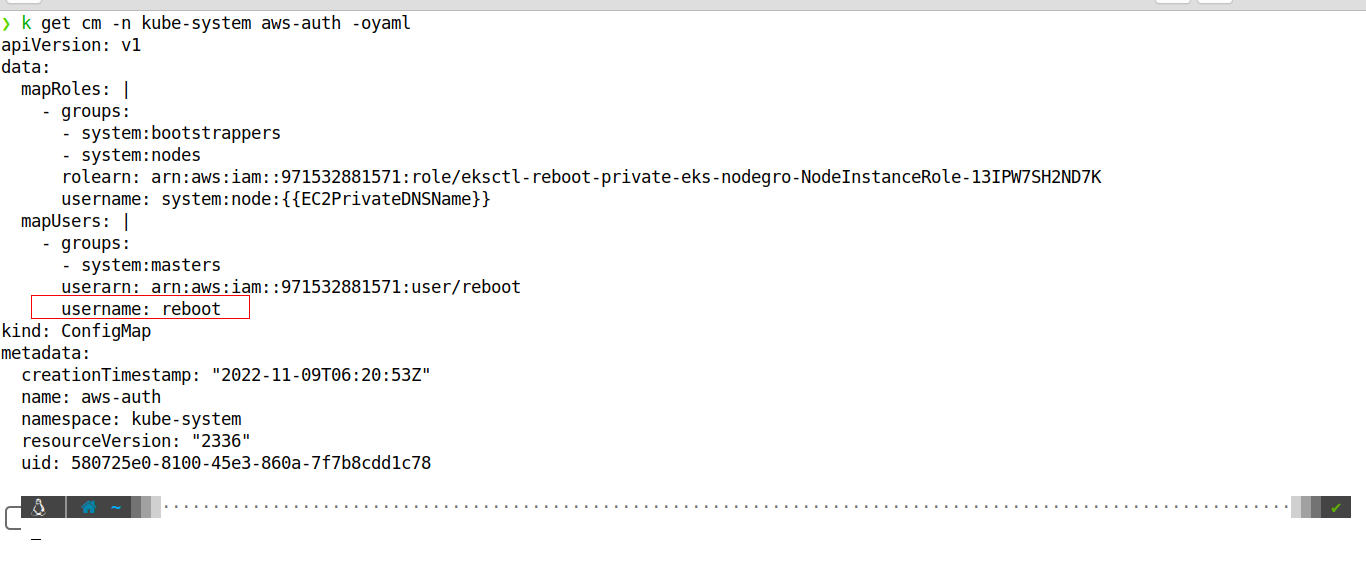 ❯ k get cm -n kube-system aws-auth -oyaml
apiVersion: v1
data:
  mapRoles: |
    - groups:
      - system:bootstrappers
      - system:nodes
      rolearn: arn:aws:iam::971532881571:role/eksctl-reboot-private-eks-nodegro-NodeInstanceRole-13IPW7SH2ND7K
      username: system:node:{{EC2PrivateDNSName}}
  mapUsers: |
    - groups:
      - system:masters
      userarn: arn:aws:iam::971532881571:user/reboot
      username: reboot
kind: ConfigMap
metadata:
  creationTimestamp: "2022-11-09T06:20:53Z"
  name: aws-auth
  namespace: kube-system
  resourceVersion: "2336"
  uid: 580725e0-8100-45e3-860a-7f7b8cdd1c78
~ ✔